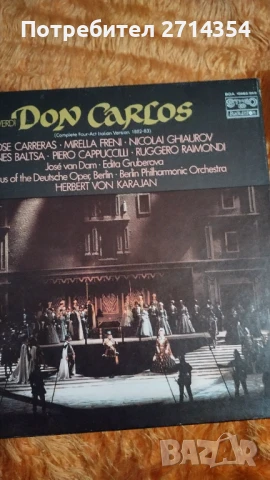 Потребител 2714354
VERDI DON CARLOS
(Complete Four-Act Italian Version, 1882-83)
JOSE CARRERAS · MIRELLA FRENI · NICOLAI GHIAUROV
AGNES BALTSA · PIERO CAPPUCCILLI · RUGGERO RAIMONDI
José van Dam · Edita Gruberova
Chorus of the Deutsche Oper, Berlin · Berlin Philharmonic Orchestra
HERBERT VON KARAJAN
STEREO
BAZAR
bg